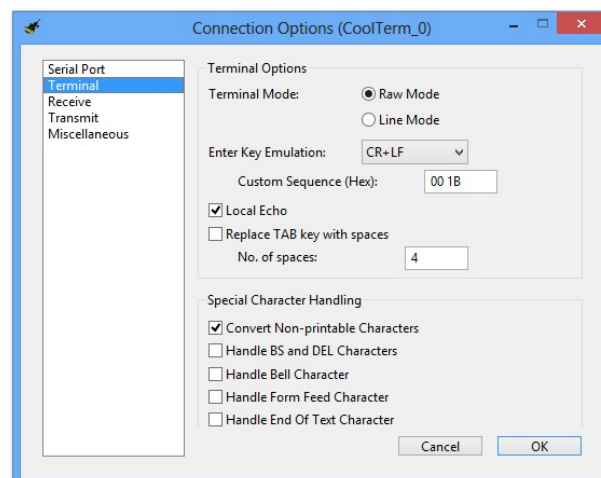 Connection Options (CoolTerm_0)
Serial Port
Terminal
Receive
Transmit
Miscellaneous
Terminal Options
Terminal Mode:
Raw Mode
Line Mode
Enter Key Emulation:
CR+LF
Custom Sequence (Hex):
00 1B
Local Echo
Replace TAB key with spaces
No. of spaces:
4
Special Character Handling
Convert Non-printable Characters
Handle BS and DEL Characters
Handle Bell Character
Handle Form Feed Character
Handle End Of Text Character
Cancel
OK